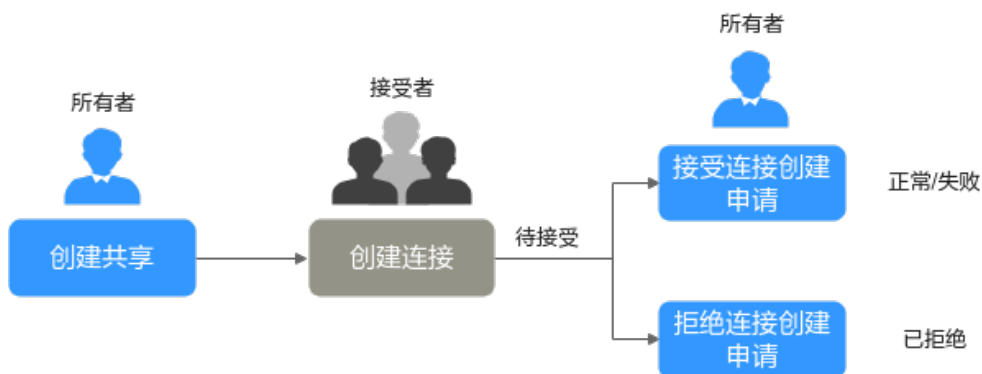 所有者
接受者
所有者
创建共享
创建连接
待接受
接受连接创建
申请
正常/失败
拒绝连接创建
申请
已拒绝